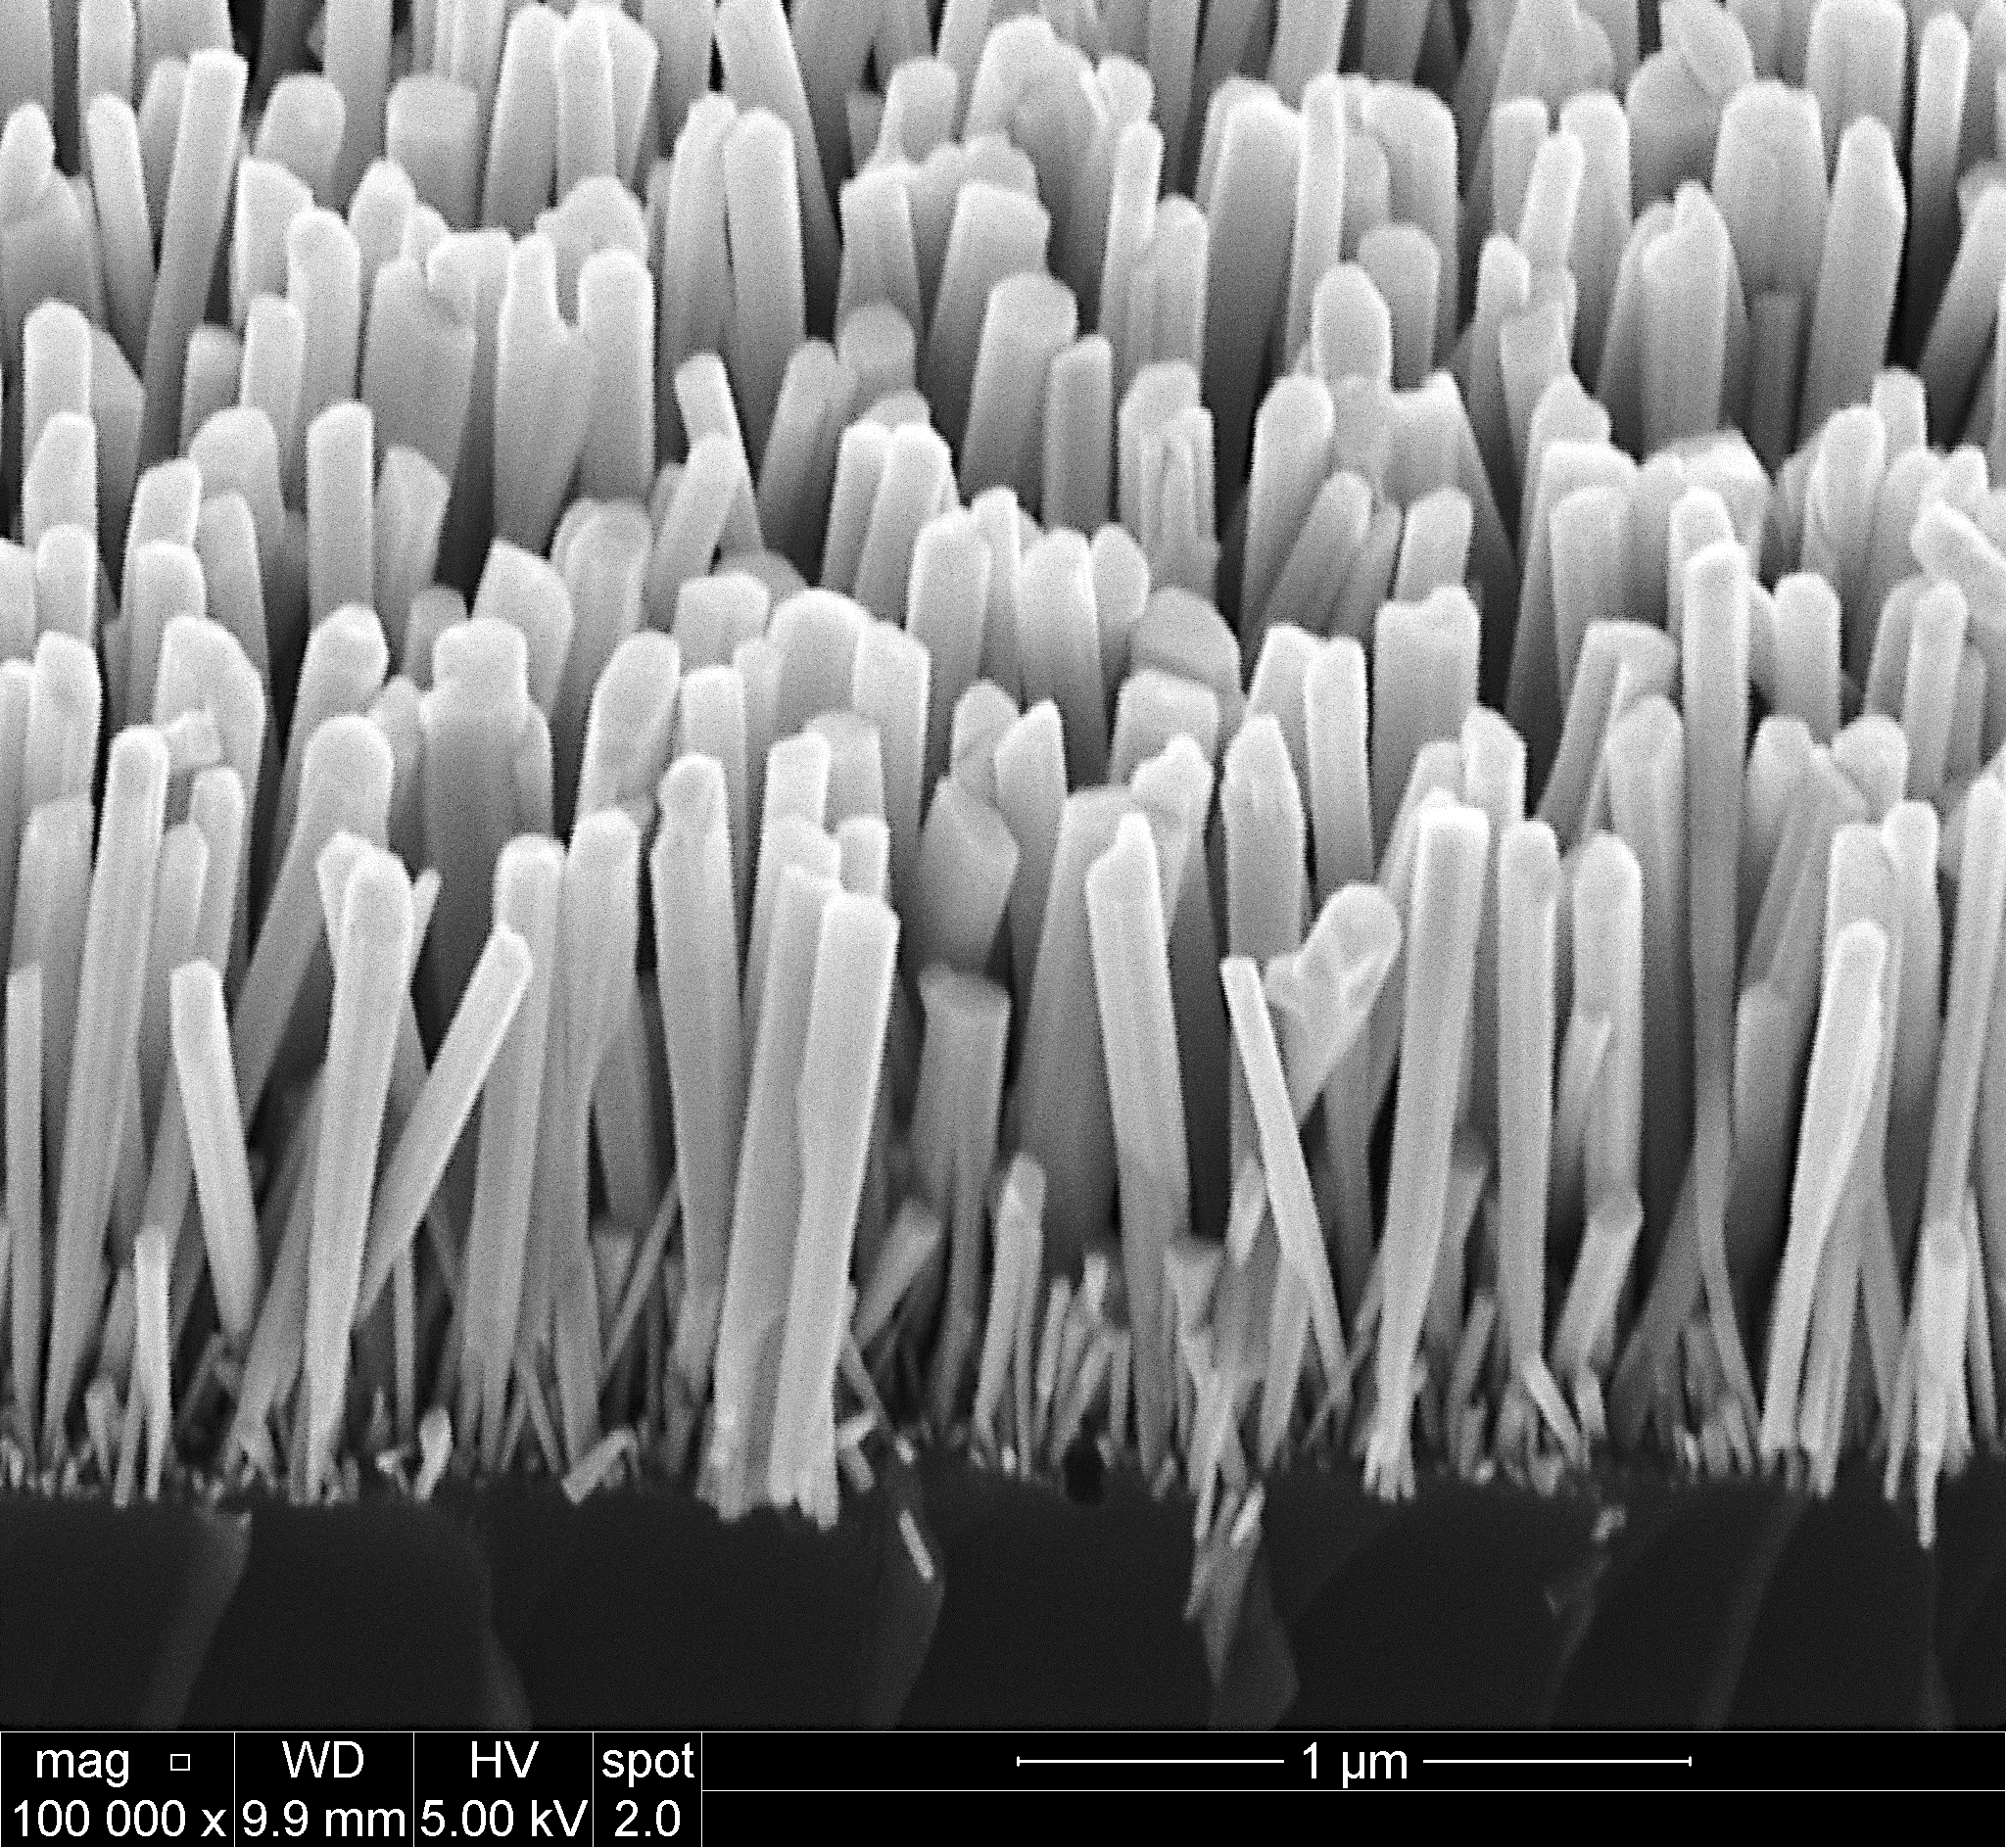 mag □ WD HV spot 1 µm
100 000 x 9.9 mm 5.00 kV 2.0